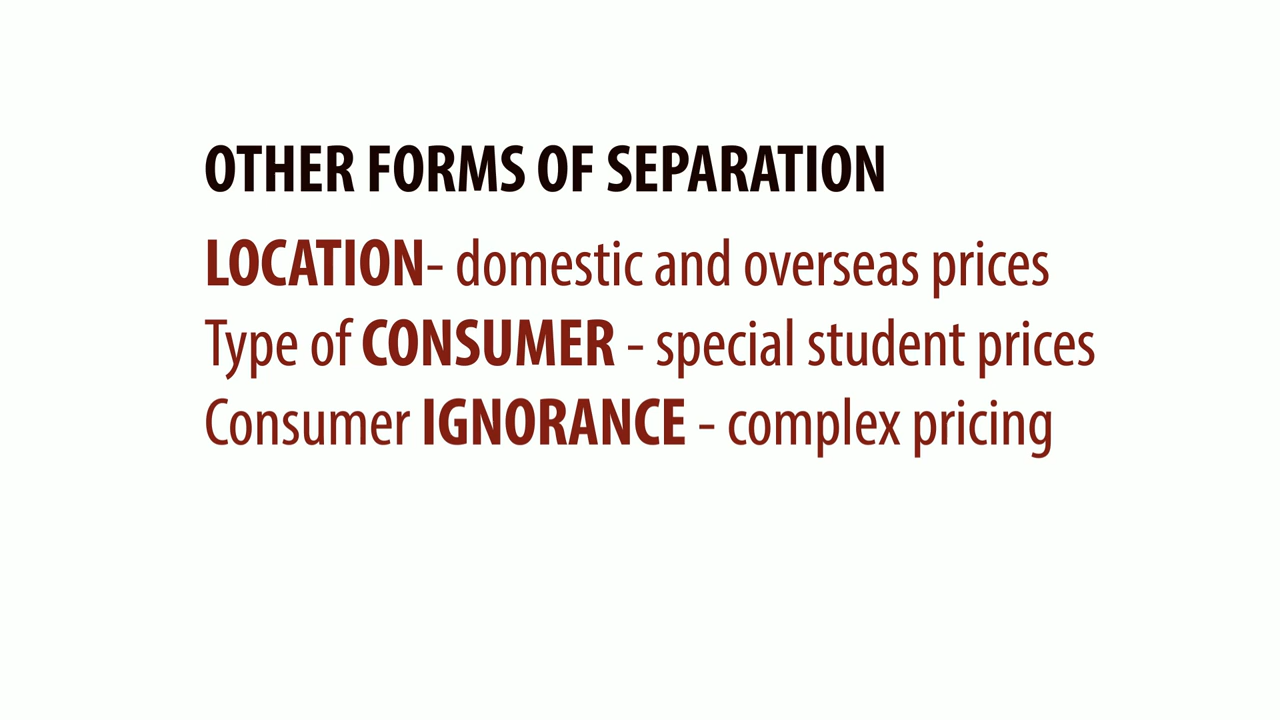 OTHER FORMS OF SEPARATION
LOCATION- domestic and overseas prices
Type of CONSUMER - special student prices
Consumer IGNORANCE - complex pricing